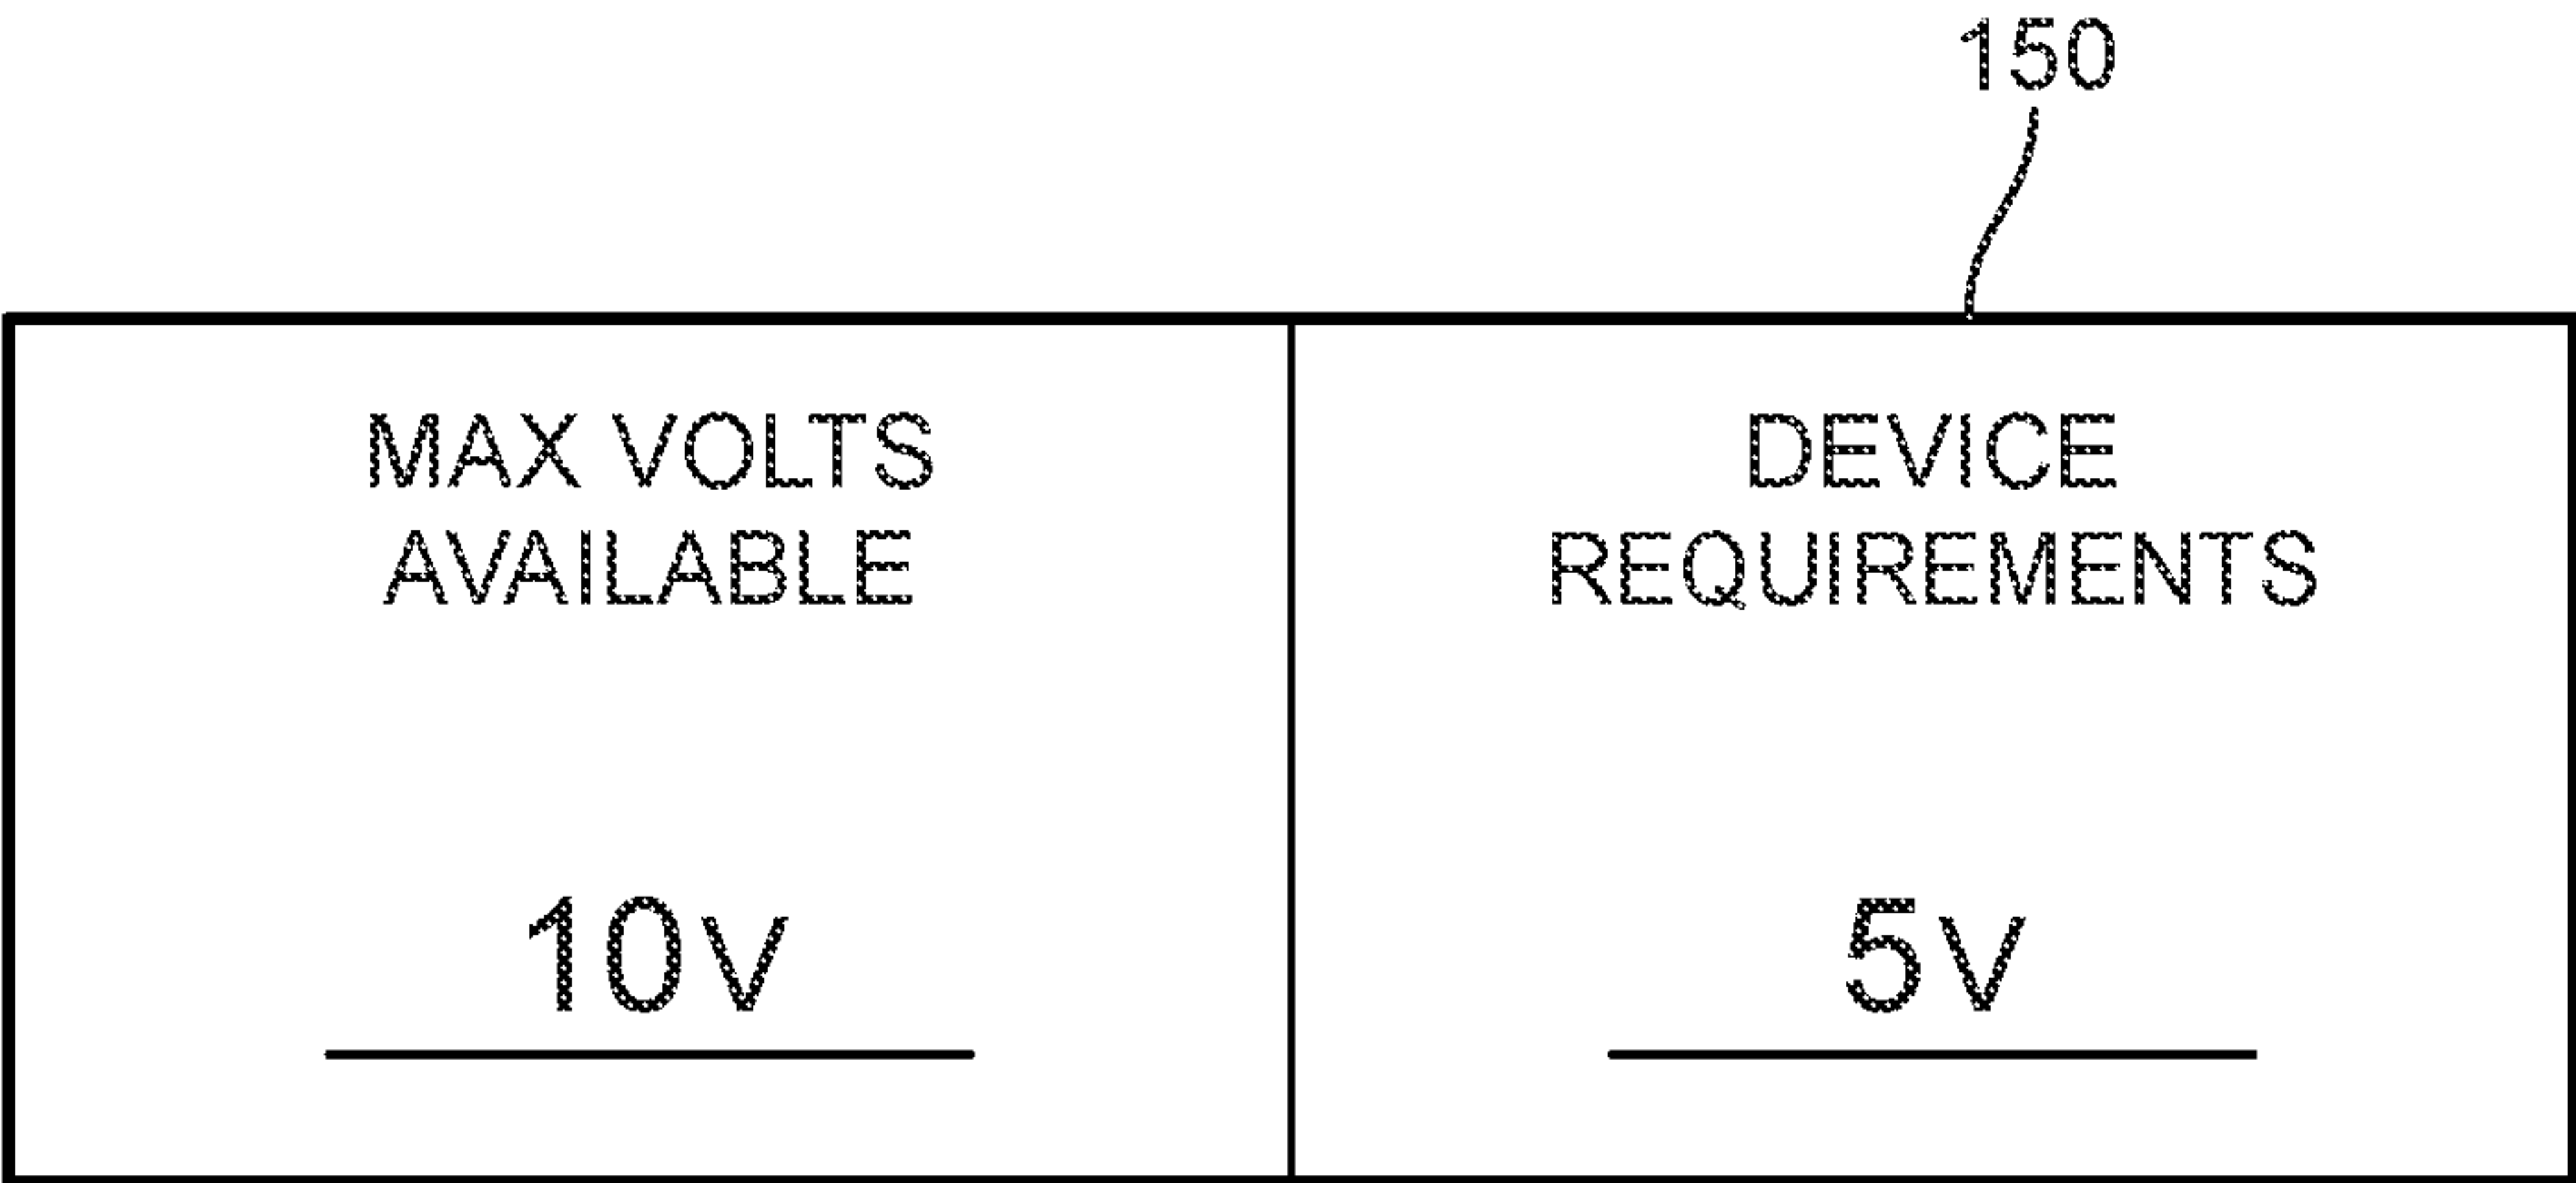 150
MAX VOLTS
AVAILABLE
10V
DEVICE
REQUIREMENTS
5V